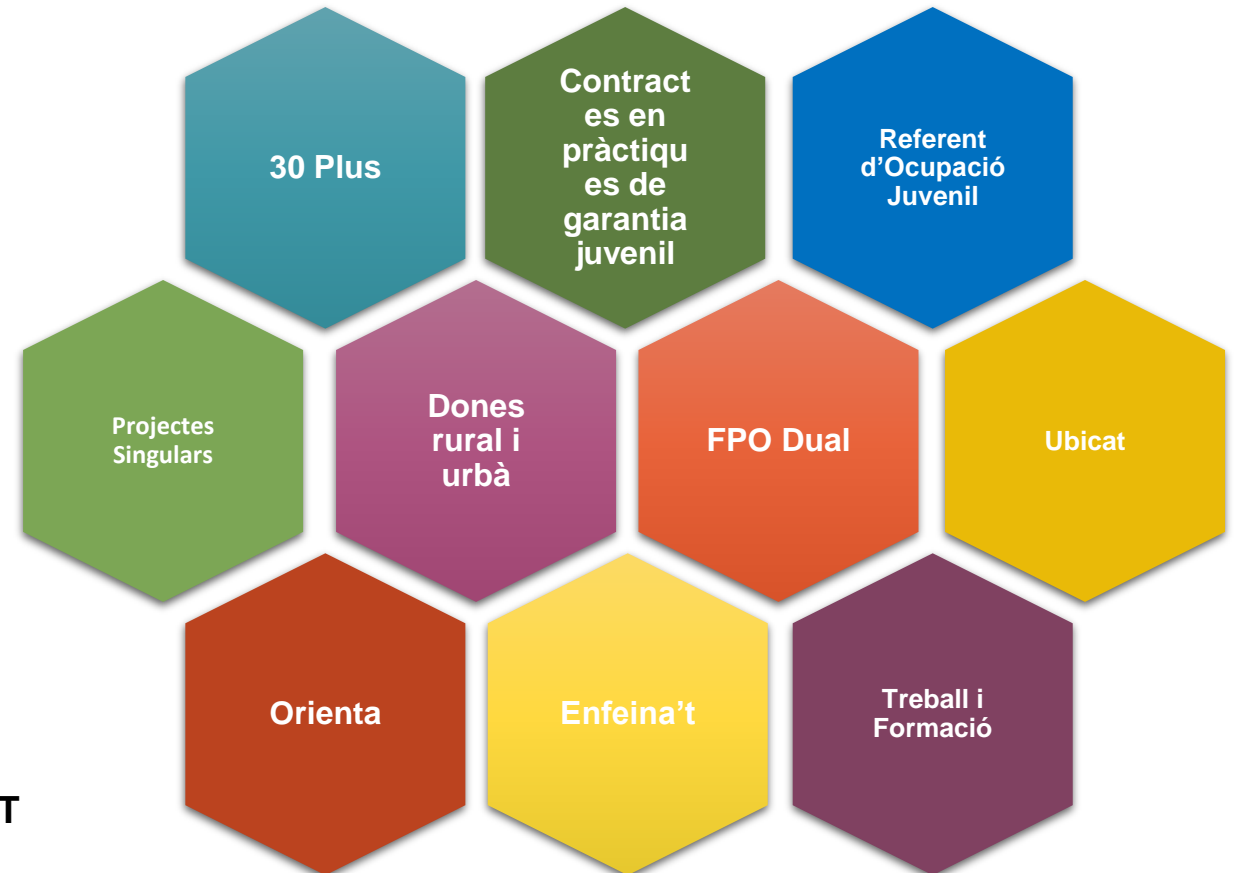 30 Plus
Contract
es en
pràctiqu
es de
garantia
juvenil
Referent
d’Ocupació
Juvenil
Projectes
Singulars
Dones
rural i
urbà
FPO Dual
Ubicat
Orienta
Enfeina’t
Treball i
Formació
T